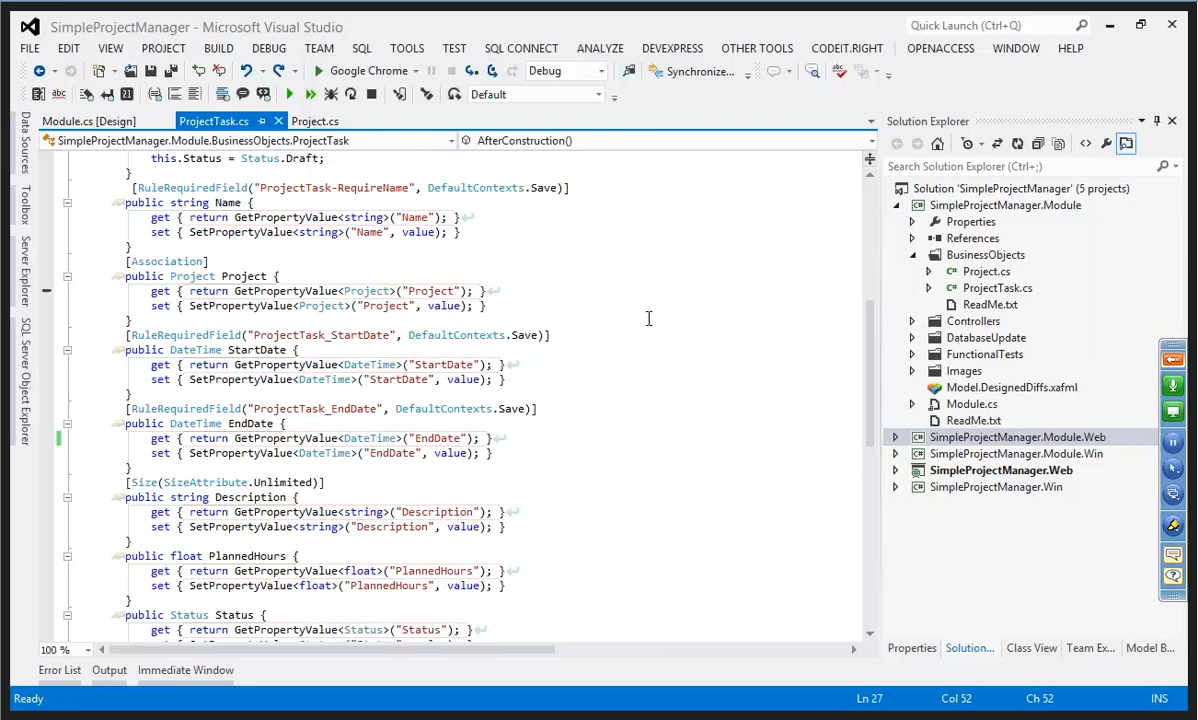 SimpleProjectManager - Microsoft Visual Studio
Quick Launch (Ctrl+Q)
FILE EDIT VIEW PROJECT BUILD DEBUG TEAM SQL TOOLS TEST SQL CONNECT ANALYZE DEVEXPRESS OTHER TOOLS CODEIT.RIGHT OPENACCESS WINDOW HELP
Google Chrome Debug Synchronize...
Default
Module.cs [Design] ProjectTask.cs Project.cs
SimpleProjectManager.Module.BusinessObjects.ProjectTask AfterConstruction()
Data Sources
Toolbox
Server Explorer
SQL Server Object Explorer
this.Status = Status.Draft;
}
[RuleRequiredField("ProjectTask-RequireName", DefaultContexts.Save)]
public string Name {
get { return GetPropertyValue<string>("Name"); }
set { SetPropertyValue<string>("Name", value); }
}
[Association]
public Project Project {
get { return GetPropertyValue<Project>("Project"); }
set { SetPropertyValue<Project>("Project", value); }
}
[RuleRequiredField("ProjectTask_StartDate", DefaultContexts.Save)]
public DateTime StartDate {
get { return GetPropertyValue<DateTime>("StartDate"); }
set { SetPropertyValue<DateTime>("StartDate", value); }
}
[RuleRequiredField("ProjectTask_EndDate", DefaultContexts.Save)]
public DateTime EndDate {
get { return GetPropertyValue<DateTime>("EndDate"); }
set { SetPropertyValue<DateTime>("EndDate", value); }
}
[Size(SizeAttribute.Unlimited)]
public string Description {
get { return GetPropertyValue<string>("Description"); }
set { SetPropertyValue<string>("Description", value); }
}
public float PlannedHours {
get { return GetPropertyValue<float>("PlannedHours"); }
set { SetPropertyValue<float>("PlannedHours", value); }
}
public Status Status {
get { return GetPropertyValue<Status>("Status"); }
100 %
Error List Output Immediate Window
Solution Explorer
Search Solution Explorer (Ctrl+;)
Solution 'SimpleProjectManager' (5 projects)
SimpleProjectManager.Module
Properties
References
BusinessObjects
Project.cs
ProjectTask.cs
ReadMe.txt
Controllers
DatabaseUpdate
FunctionalTests
Images
Model.DesignedDiffs.xafml
Module.cs
ReadMe.txt
SimpleProjectManager.Module.Web
SimpleProjectManager.Module.Win
SimpleProjectManager.Web
SimpleProjectManager.Win
Properties Solution... Class View Team Ex... Model B...
Ready Ln 27 Col 52 Ch 52 INS